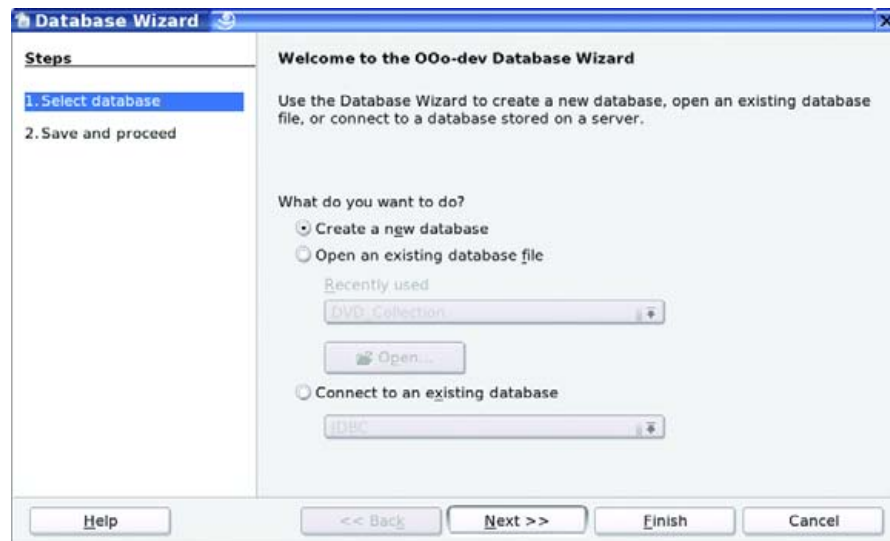 Database Wizard
Steps
1.Select database
2.Save and proceed
Welcome to the OOo-dev Database Wizard
Use the Database Wizard to create a new database, open an existing database
file, or connect to a database stored on a server.
What do you want to do?
Create a new database
Open an existing database file
Recently used
DVD_Collection
Open...
Connect to an existing database
JDBC
Help
<< Back
Next >>
Finish
Cancel